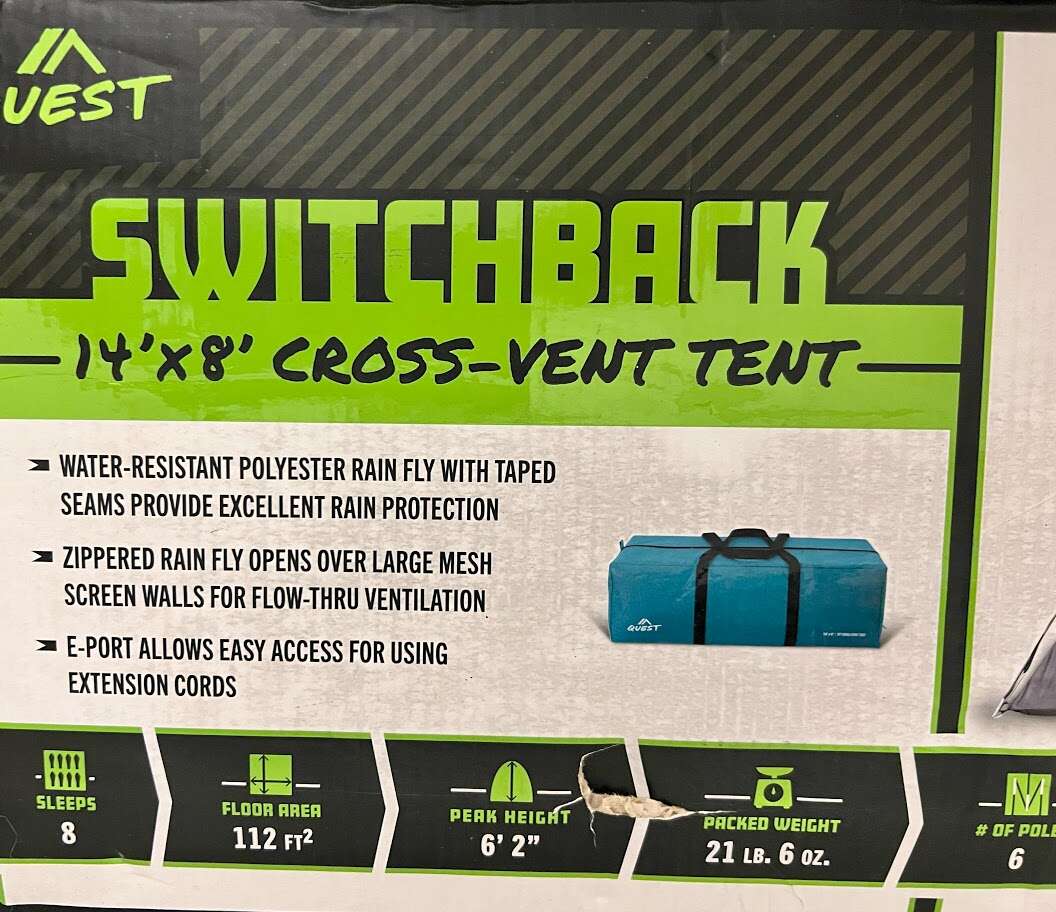 QUEST
SWITCHBACK
14'x8' CROSS-VENT TENT
WATER-RESISTANT POLYESTER RAIN FLY WITH TAPED
SEAMS PROVIDE EXCELLENT RAIN PROTECTION
ZIPPERED RAIN FLY OPENS OVER LARGE MESH
SCREEN WALLS FOR FLOW-THRU VENTILATION
E-PORT ALLOWS EASY ACCESS FOR USING
EXTENSION CORDS
QUEST
SLEEPS
8
FLOOR AREA
112 FT²
PEAK HEIGHT
6' 2"
PACKED WEIGHT
21 LB. 6 OZ.
# OF POLE
6